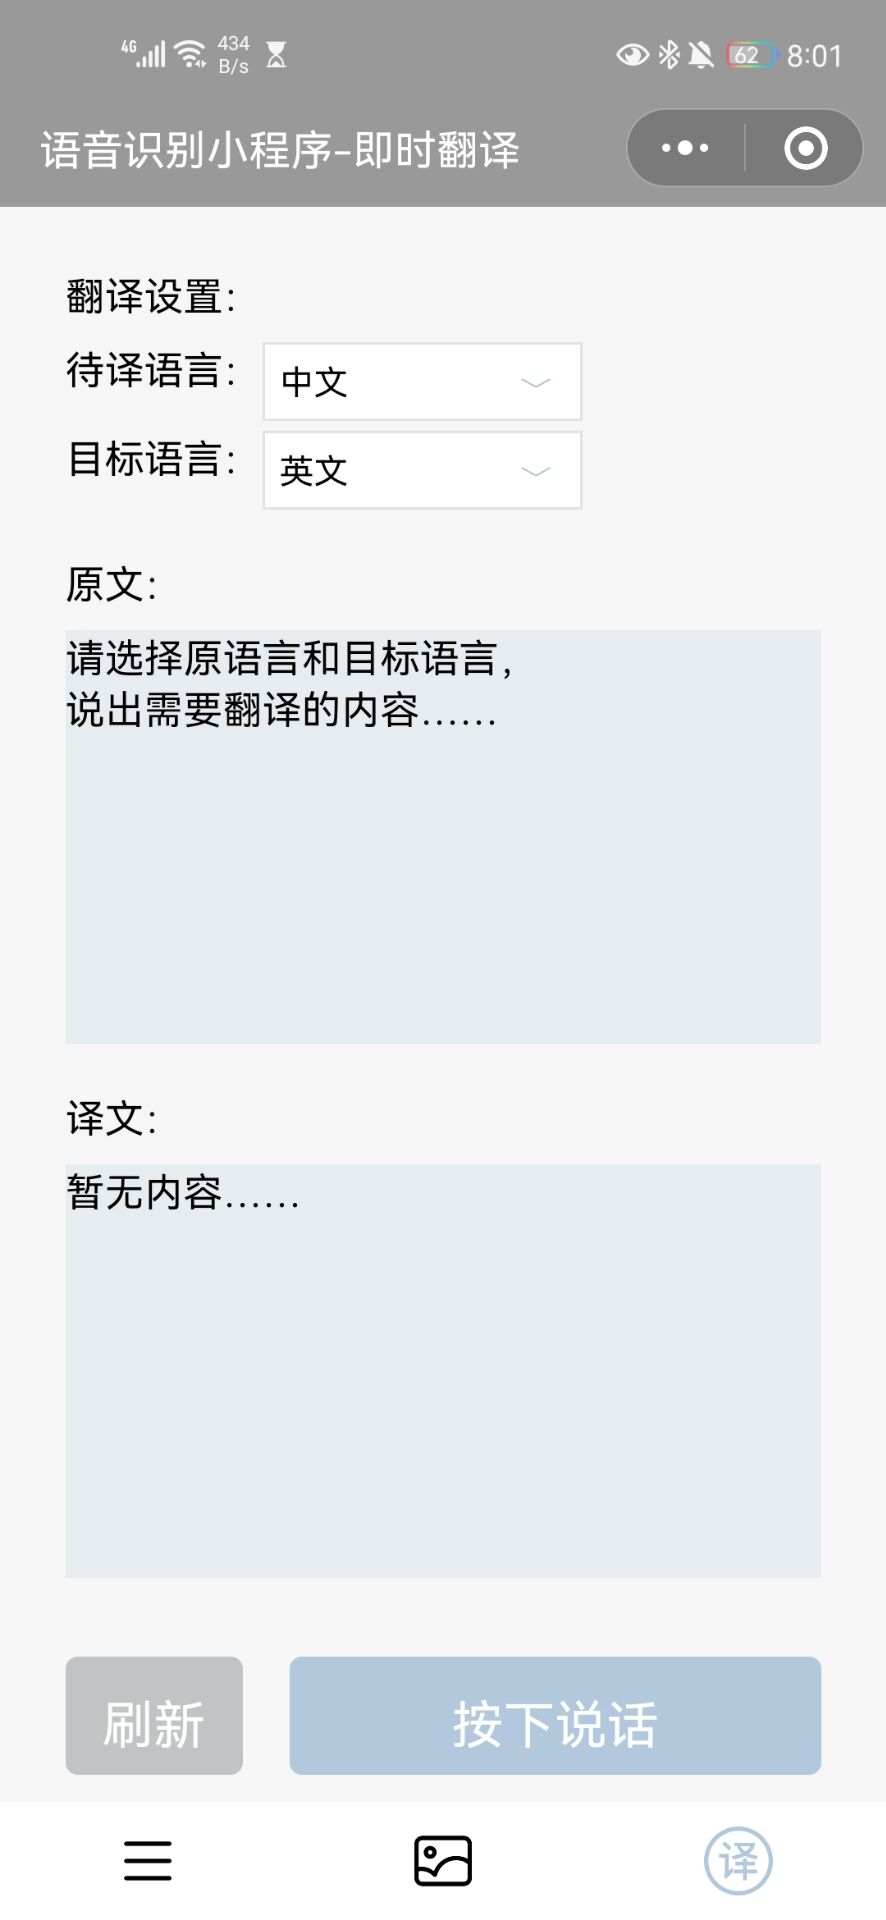 4G 434 B/s 62 8:01
语音识别小程序-即时翻译
翻译设置：
待译语言： 中文
目标语言： 英文
原文：
请选择原语言和目标语言，
说出需要翻译的内容......
译文：
暂无内容......
刷新 按下说话
译